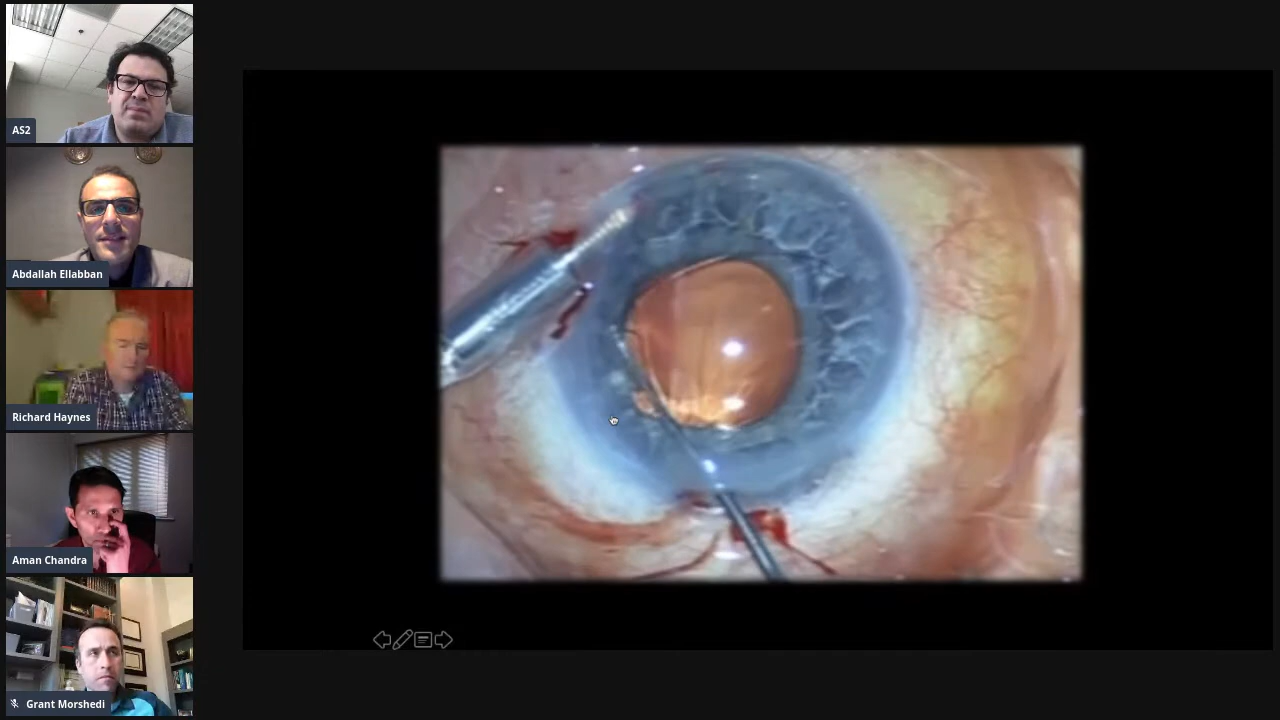 AS2
Abdallah Ellabban
Richard Haynes
Aman Chandra
Grant Morshedi